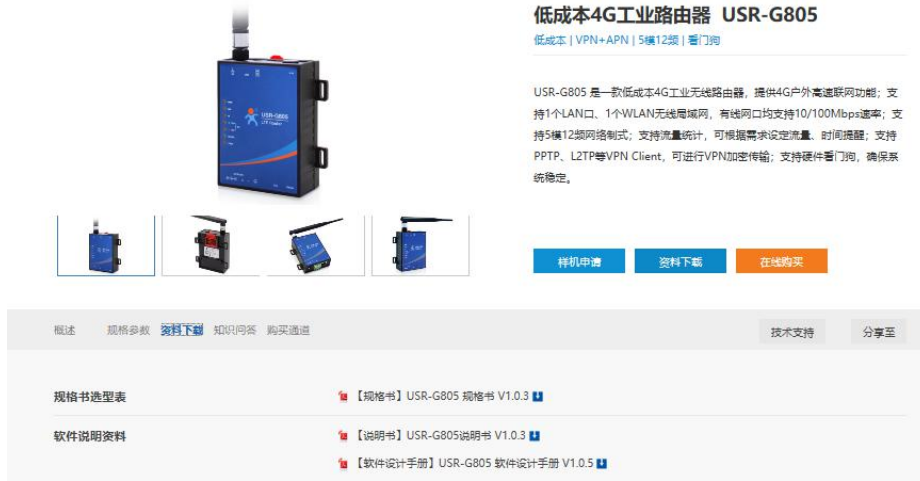 低成本4G工业路由器 USR-G805
低成本 | VPN+APN | 5模12频 | 看门狗
USR-G805 是一款低成本4G工业无线路由器，提供4G户外高速联网功能；支
持1个LAN口、1个WLAN无线局域网，有线网口均支持10/100Mbps速率；支
持5模12频网络制式；支持流量统计，可根据需求设定流量、时间提醒；支持
PPTP、L2TP等VPN Client，可进行VPN加密传输；支持硬件看门狗，确保系
统稳定。
USR-G805
样机申请 资料下载 在线购买
概述 规格参数 资料下载 知识问答 购买通道 技术支持 分享至
规格书选型表 【规格书】USR-G805 规格书 V1.0.3
软件说明资料 【说明书】USR-G805说明书 V1.0.3
【软件设计手册】USR-G805 软件设计手册 V1.0.5